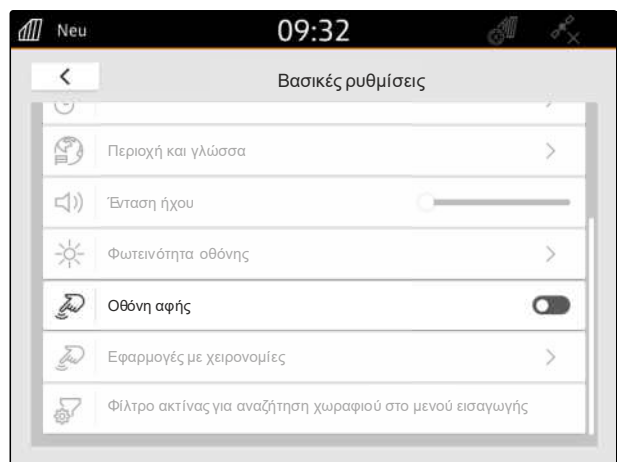 Neu
09:32
Βασικές ρυθμίσεις
Περιοχή και γλώσσα
Ένταση ήχου
Φωτεινότητα οθόνης
Οθόνη αφής
Εφαρμογές με χειρονομίες
Φίλτρο ακτίνας για αναζήτηση χωραφιού στο μενού εισαγωγής